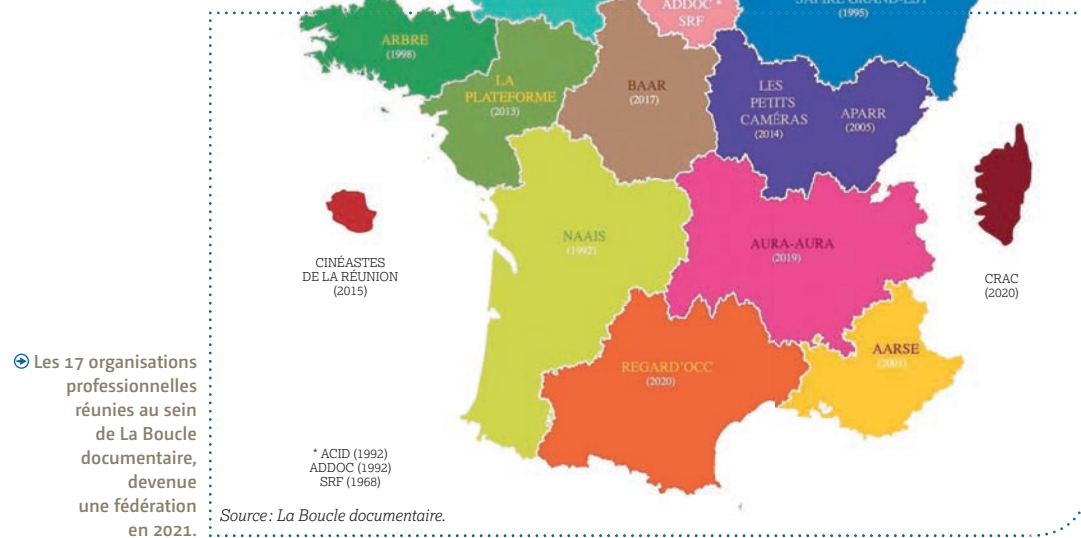 ADDOC *
SRF
(1995)
ARBRE
(1998)
LA
PLATEFORME
(2013)
BAAR
(2017)
LES
PETITS
CAMÉRAS
(2014)
APARR
(2005)
NAAIS
(1992)
AURA-AURA
(2019)
CINÉASTES
DE LA RÉUNION
(2015)
CRAC
(2020)
REGARD'OCC
(2020)
AARSE
(2001)
Les 17 organisations
professionnelles
réunies au sein
de La Boucle
documentaire,
devenue
une fédération
en 2021.
* ACID (1992)
ADDOC (1992)
SRF (1968)
Source : La Boucle documentaire.